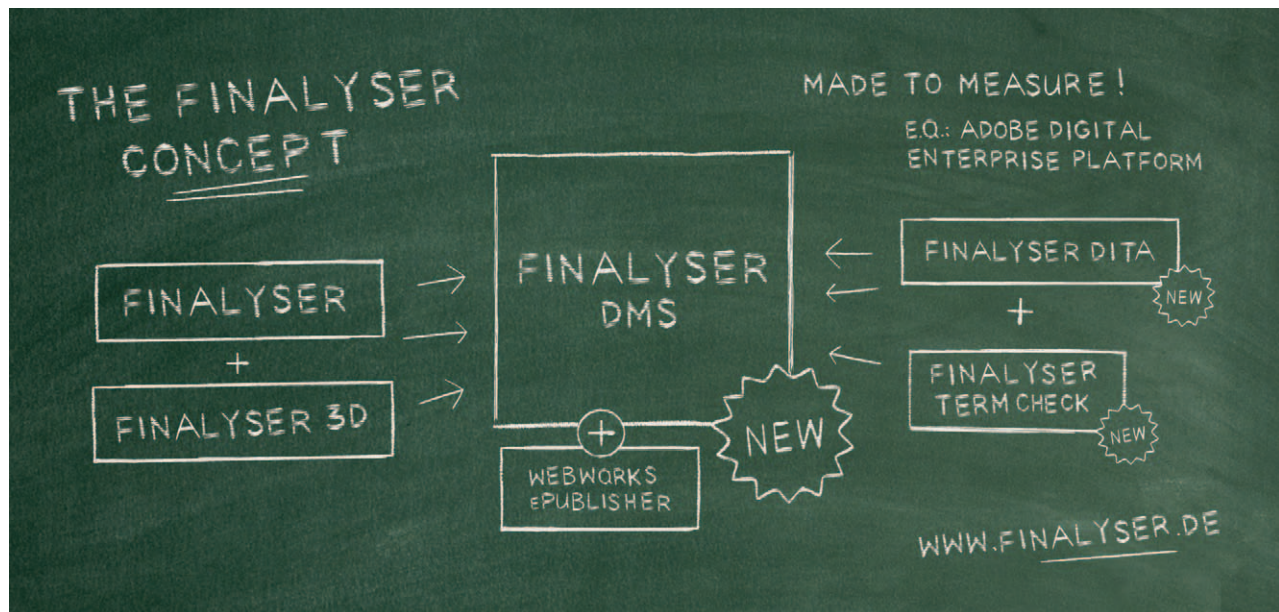 THE FINALYSER
CONCEPT
MADE TO MEASURE!
E.Q.: ADOBE DIGITAL
ENTERPRISE PLATFORM
FINALYSER
+
FINALYSER 3D
FINALYSER
DMS
NEW
+
WEBWORKS
ePUBLISHER
FINALYSER DITA
NEW
+
FINALYSER
TERM CHECK
NEW
WWW.FINALYSER.DE